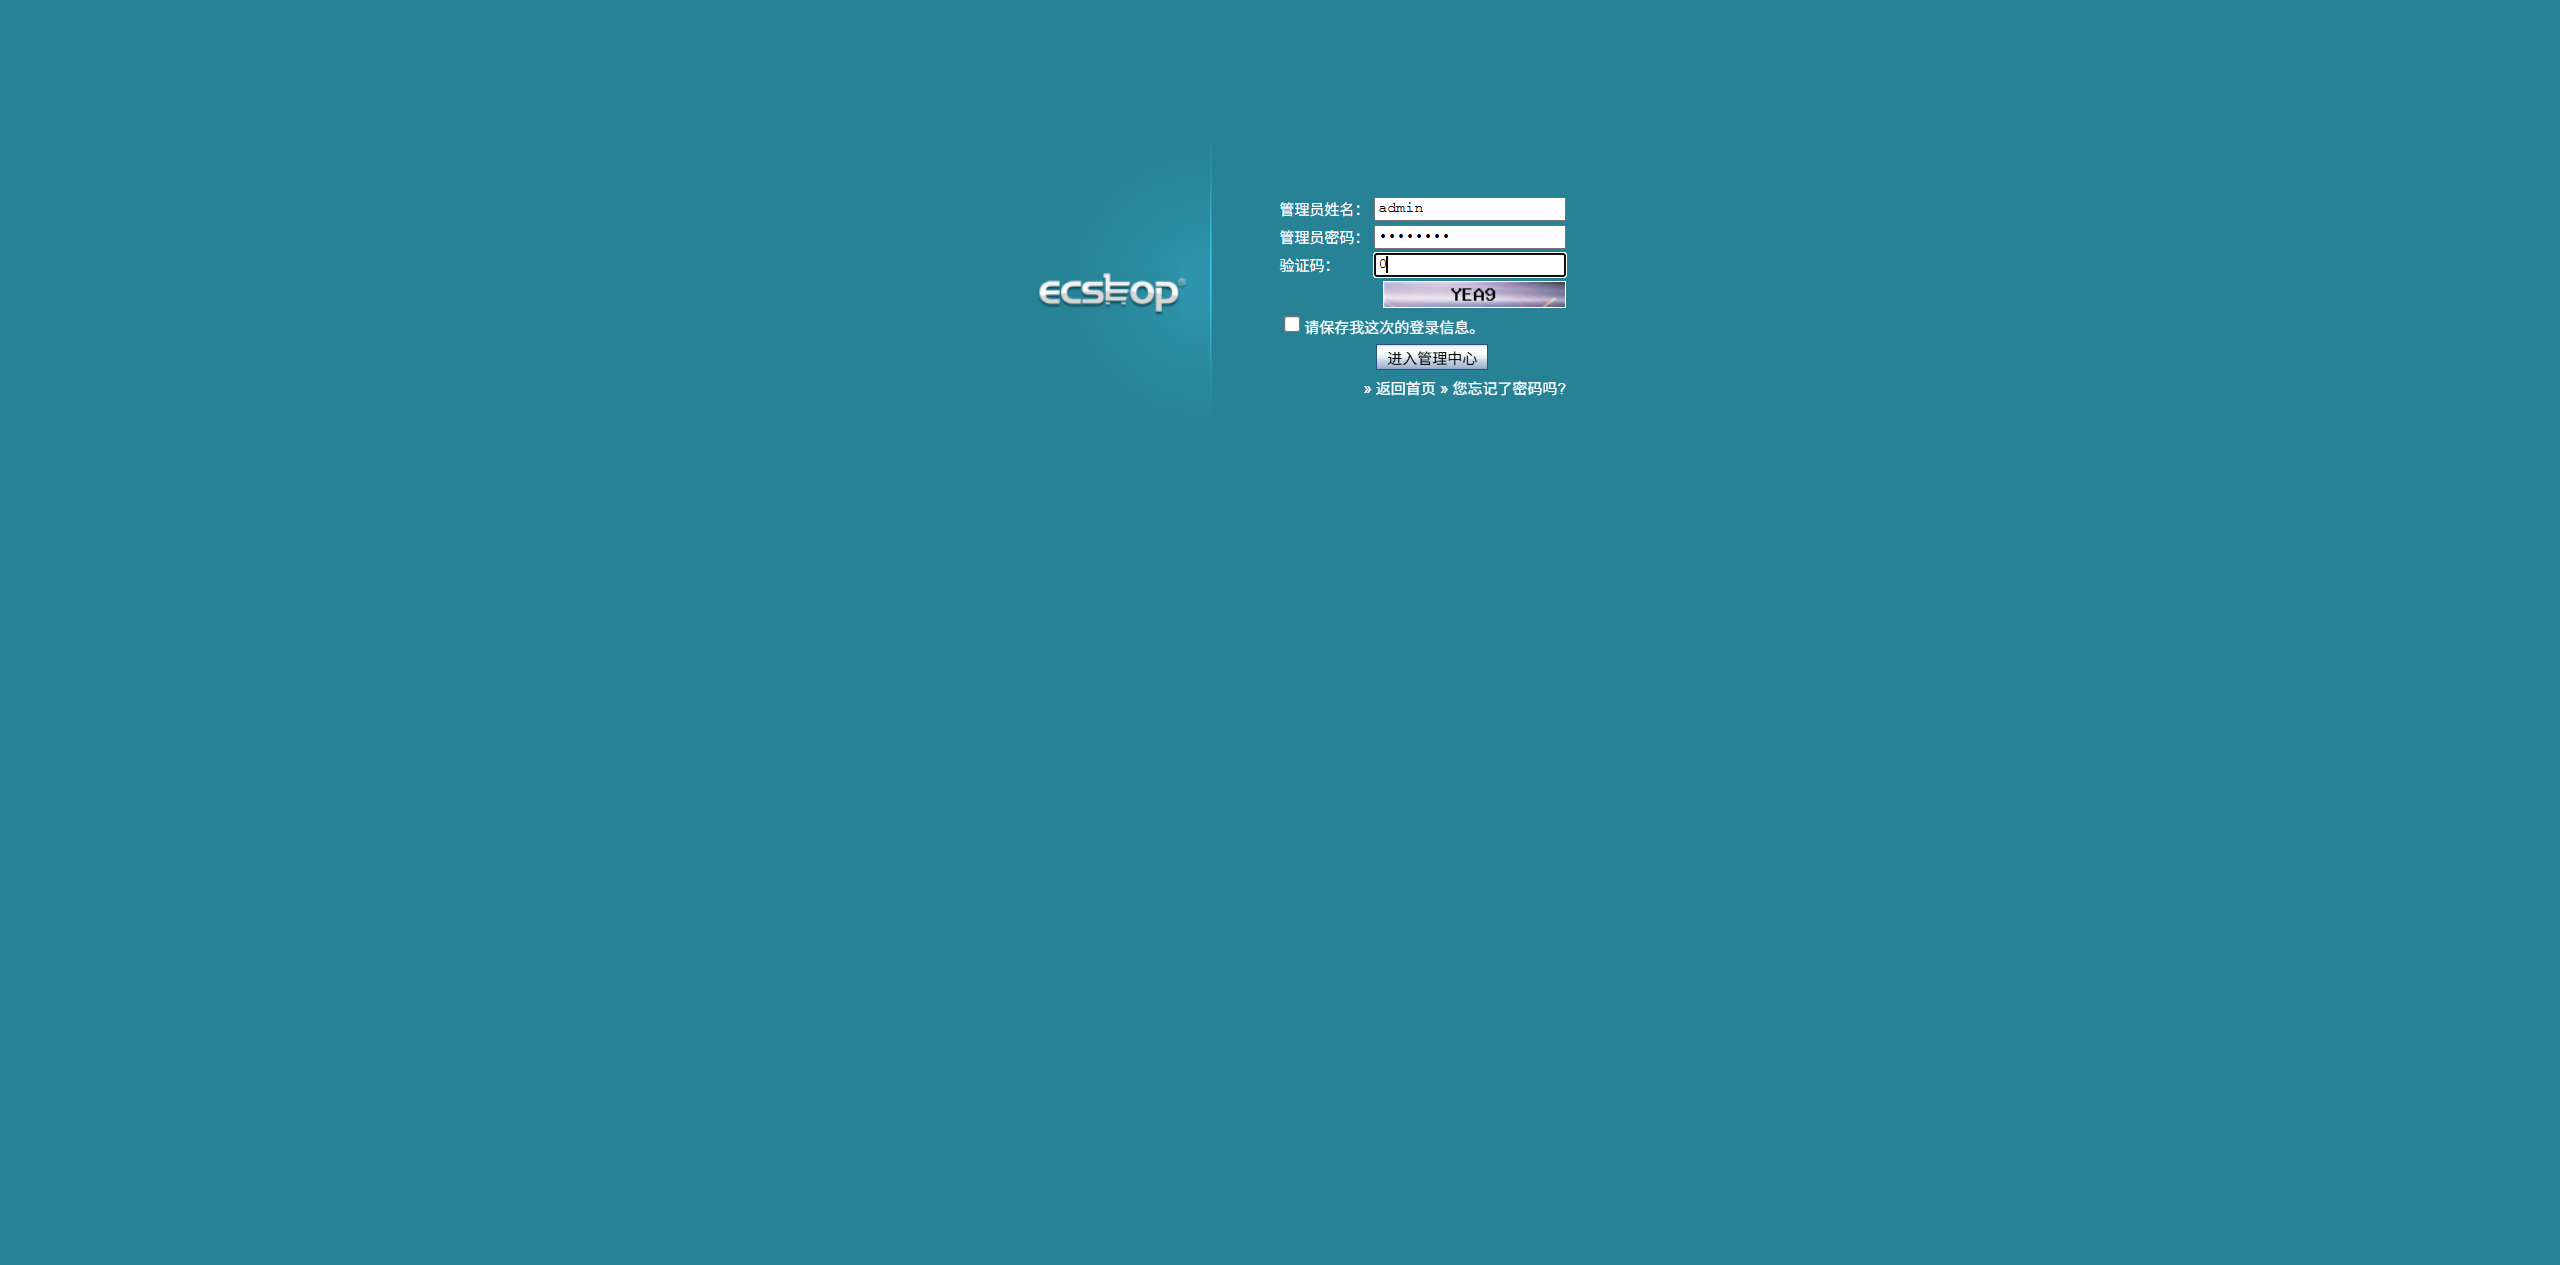 ecshop®
管理员姓名： admin
管理员密码： ••••••••
验证码： 0
YEA9
请保存我这次的登录信息。
进入管理中心
» 返回首页 » 您忘记了密码吗?